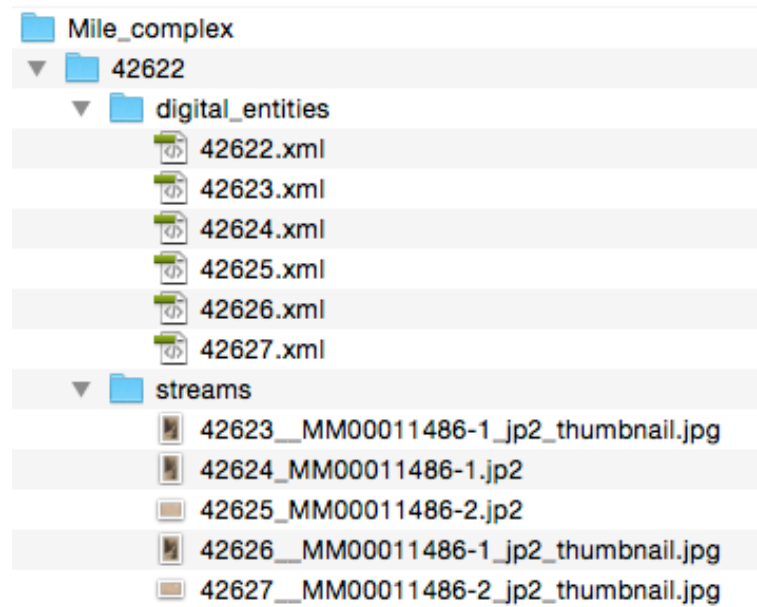 Mile_complex
42622
digital_entities
42622.xml
42623.xml
42624.xml
42625.xml
42626.xml
42627.xml
streams
42623__MM00011486-1_jp2_thumbnail.jpg
42624_MM00011486-1.jp2
42625_MM00011486-2.jp2
42626__MM00011486-1_jp2_thumbnail.jpg
42627__MM00011486-2_jp2_thumbnail.jpg